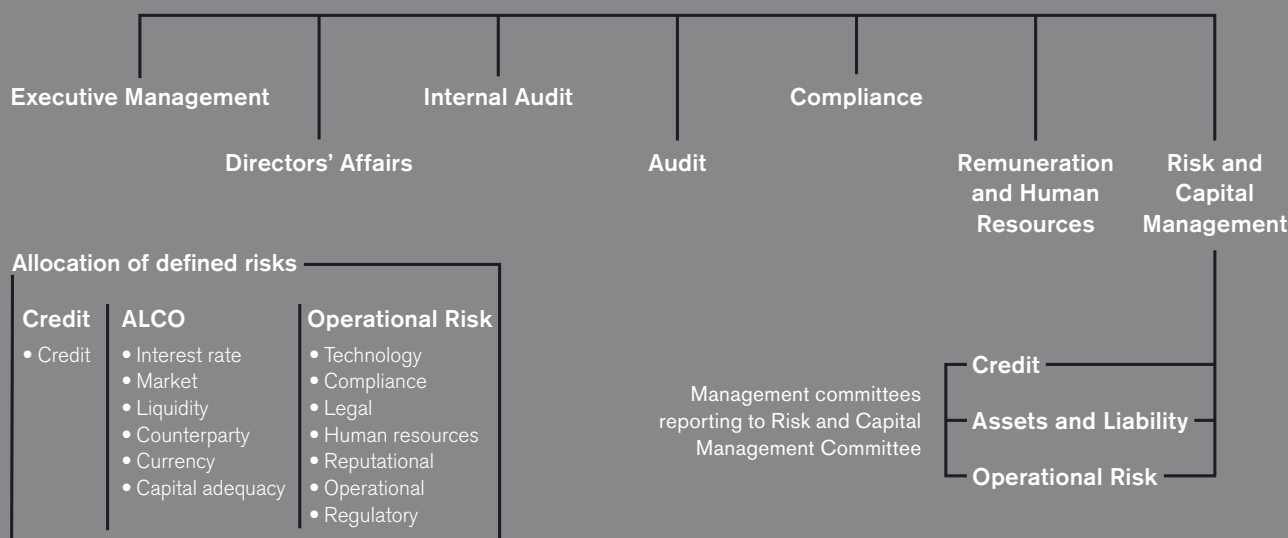 Executive Management
Internal Audit
Compliance
Directors’ Affairs
Audit
Remuneration
and Human
Resources
Risk and
Capital
Management
Allocation of defined risks
Credit
• Credit
ALCO
• Interest rate
• Market
• Liquidity
• Counterparty
• Currency
• Capital adequacy
Operational Risk
• Technology
• Compliance
• Legal
• Human resources
• Reputational
• Operational
• Regulatory
Management committees
reporting to Risk and Capital
Management Committee
Credit
Assets and Liability
Operational Risk